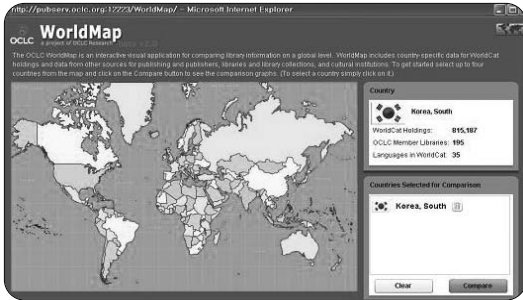 http://pubserv.oclc.org:12223/WorldMap/ - Microsoft Internet Explorer
OCLC WorldMap
a project of OCLC Research
The OCLC WorldMap is an interactive visual application for comparing library information on a global level. WorldMap includes country-specific data for WorldCat
holdings and data from other sources for publishing and publishers, libraries and library collections, and cultural institutions. To get started select up to four
countries from the map and click on the Compare button to see the comparison graphs. (To select a country simply click on it.)
Country
Korea, South
WorldCat Holdings: 815,187
OCLC Member Libraries: 195
Languages in WorldCat: 35
Countries Selected for Comparison
Korea, South
Clear Compare